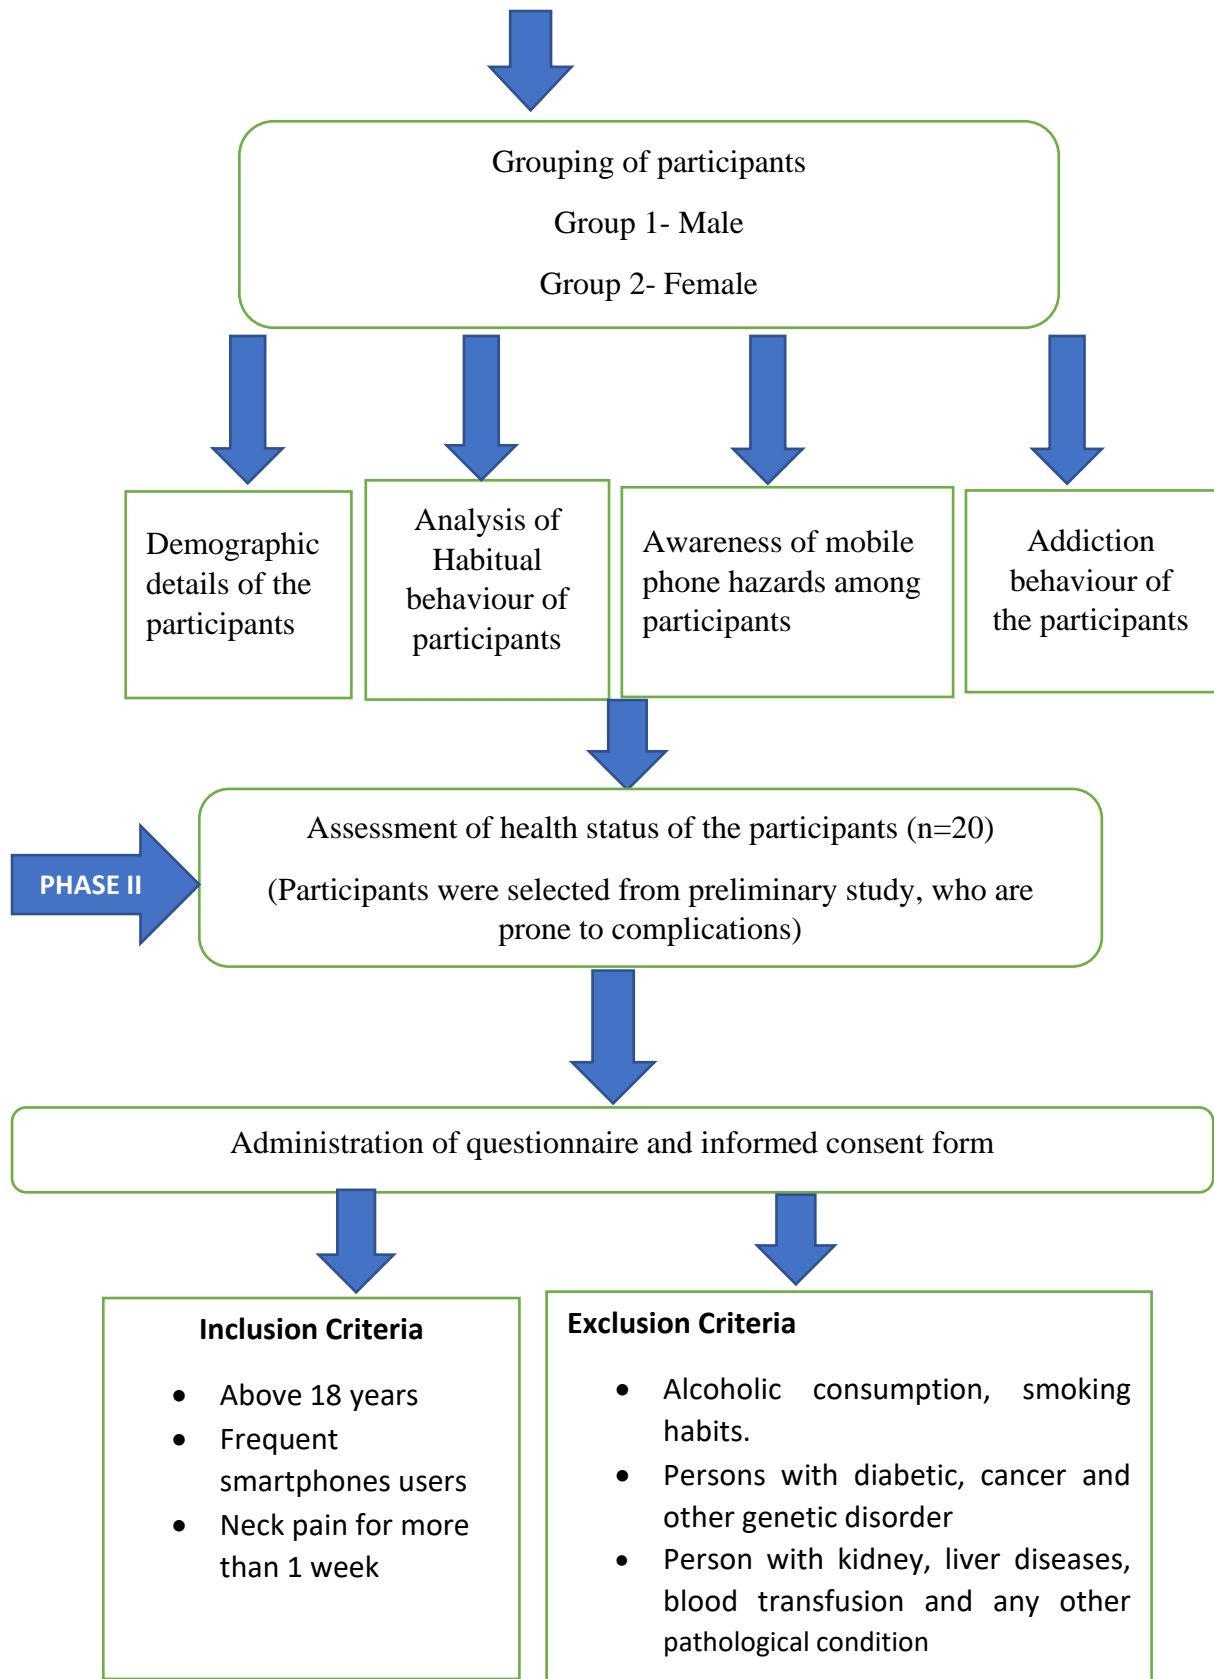 Grouping of participants
Group 1- Male
Group 2- Female
Demographic
details of the
participants
Analysis of
Habitual
behaviour of
participants
Awareness of mobile
phone hazards among
participants
Addiction
behaviour of
the participants
PHASE II
Assessment of health status of the participants (n=20)
(Participants were selected from preliminary study, who are
prone to complications)
Administration of questionnaire and informed consent form
Inclusion Criteria
• Above 18 years
• Frequent
smartphones users
• Neck pain for more
than 1 week
Exclusion Criteria
• Alcoholic consumption, smoking
habits.
• Persons with diabetic, cancer and
other genetic disorder
• Person with kidney, liver diseases,
blood transfusion and any other
pathological condition